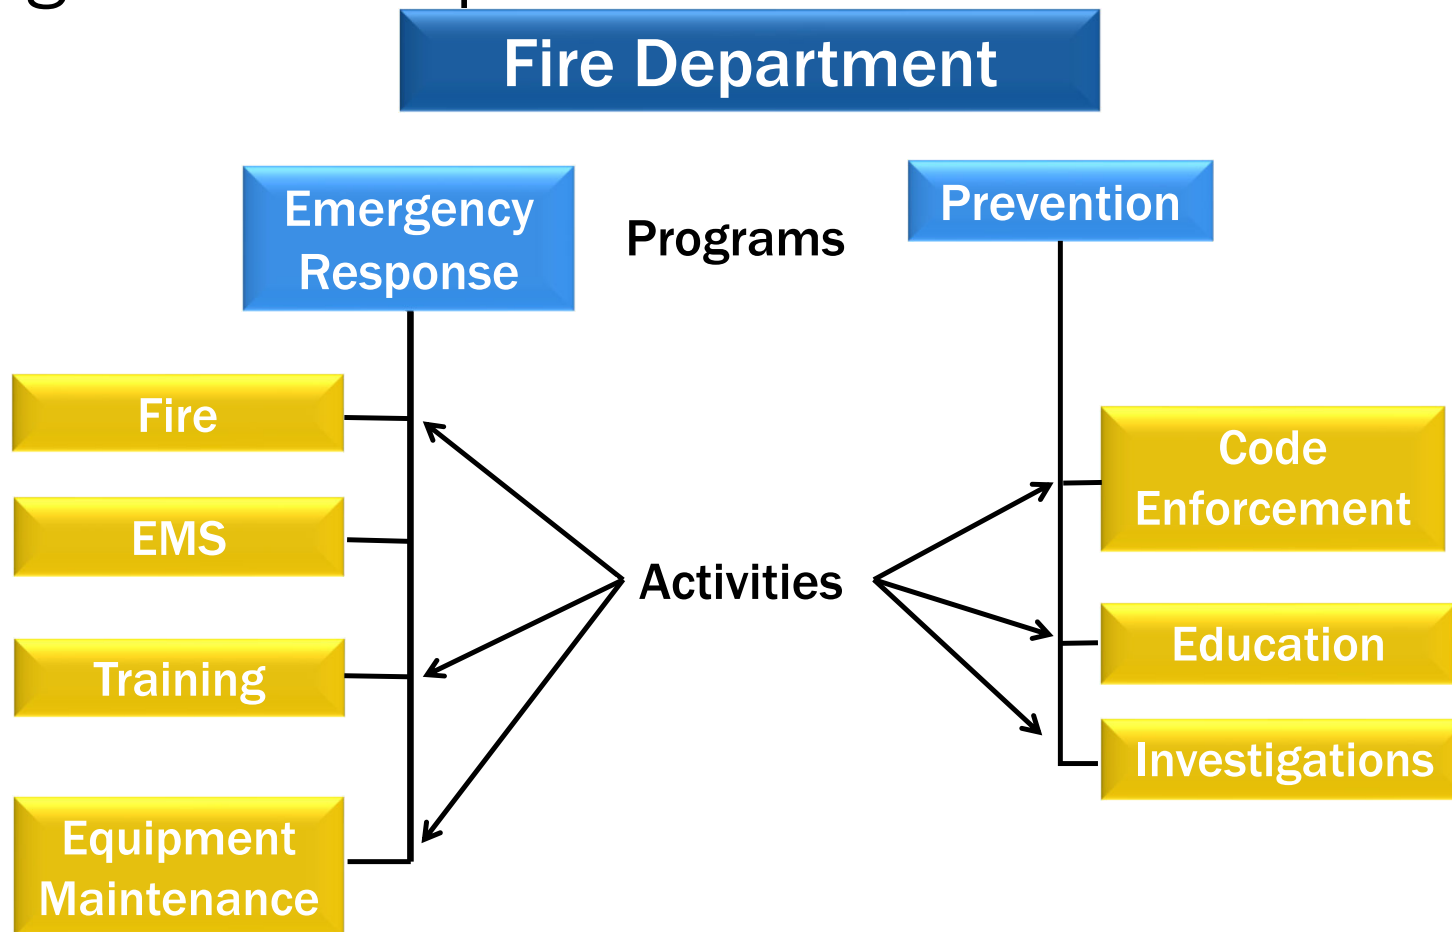 Fire Department
Emergency
Response
Programs
Prevention
Fire
EMS
Training
Equipment
Maintenance
Activities
Code
Enforcement
Education
Investigations